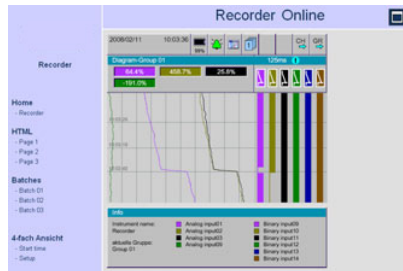 Recorder Online
Recorder
Home
- Recorder
HTML
- Page 1
- Page 2
- Page 3
Batches
- Batch 01
- Batch 02
- Batch 03
4-fach Ansicht
- Start time
- Setup
2008/02/11 10:03:36 99% CH GR
Diagram-Group 01 125ms
84,4% 458.7% 25.8%
-191.0%
Info
Instrument name:
Recorder
aktuelle Gruppe:
Group 01
Analog input01
Analog input02
Analog input03
Analog input09
Binary input09
Binary input10
Binary input11
Binary input12
Binary input13
Binary input14